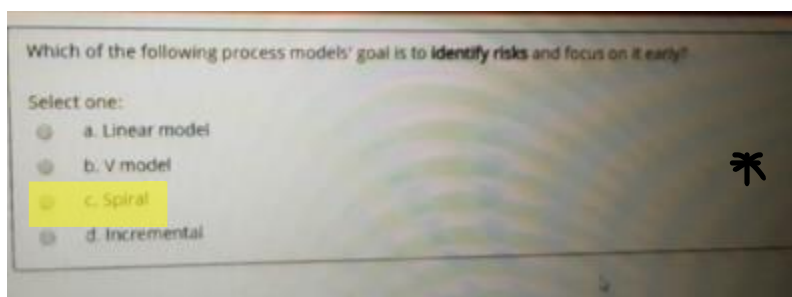 Which of the following process models' goal is to identify risks and focus on it early?
Select one:
a. Linear model
b. V model
c. Spiral
d. Incremental